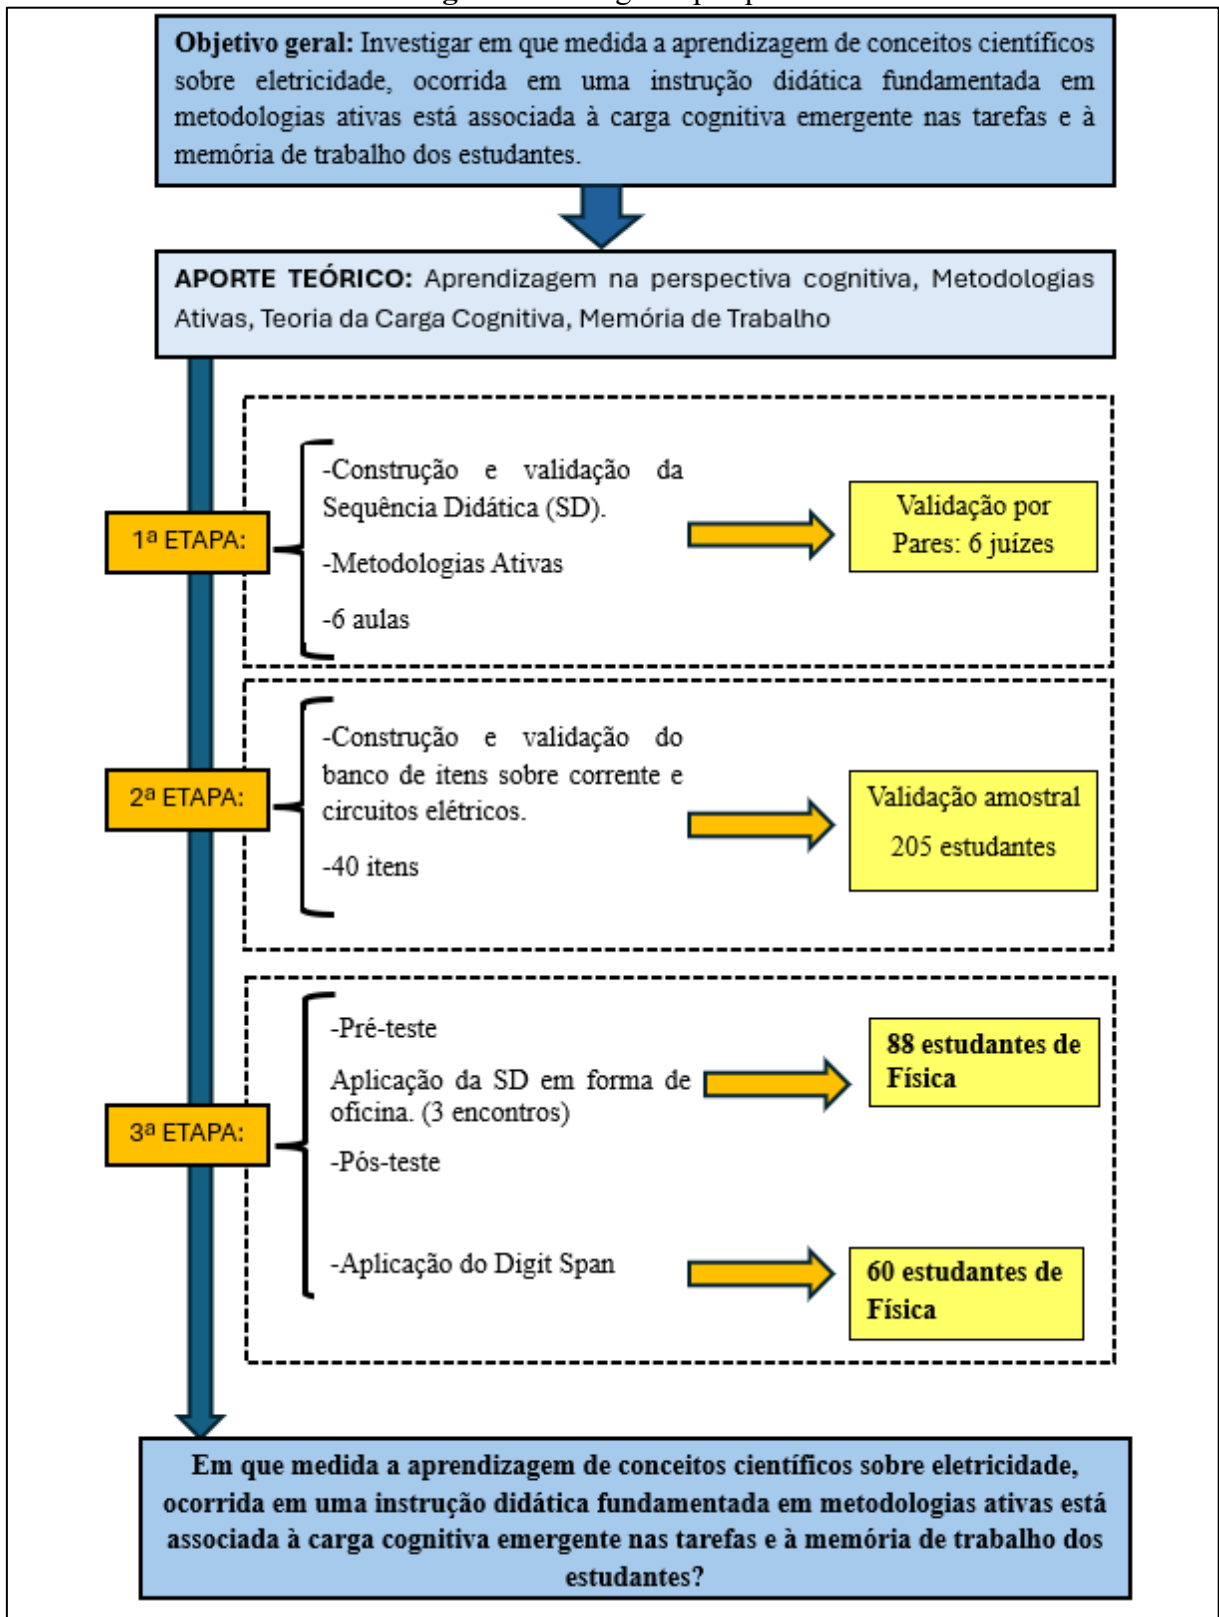 Objetivo geral: Investigar em que medida a aprendizagem de conceitos científicos
sobre eletricidade, ocorrida em uma instrução didática fundamentada em
metodologias ativas está associada à carga cognitiva emergente nas tarefas e à
memória de trabalho dos estudantes.
APORTE TEÓRICO: Aprendizagem na perspectiva cognitiva, Metodologias
Ativas, Teoria da Carga Cognitiva, Memória de Trabalho
1ª ETAPA:
-Construção e validação da
Sequência Didática (SD).
-Metodologias Ativas
-6 aulas
Validação por
Pares: 6 juízes
2ª ETAPA:
-Construção e validação do
banco de itens sobre corrente e
circuitos elétricos.
-40 itens
Validação amostral
205 estudantes
3ª ETAPA:
-Pré-teste
Aplicação da SD em forma de
oficina. (3 encontros)
-Pós-teste
88 estudantes de
Física
-Aplicação do Digit Span
60 estudantes de
Física
Em que medida a aprendizagem de conceitos científicos sobre eletricidade,
ocorrida em uma instrução didática fundamentada em metodologias ativas está
associada à carga cognitiva emergente nas tarefas e à memória de trabalho dos
estudantes?